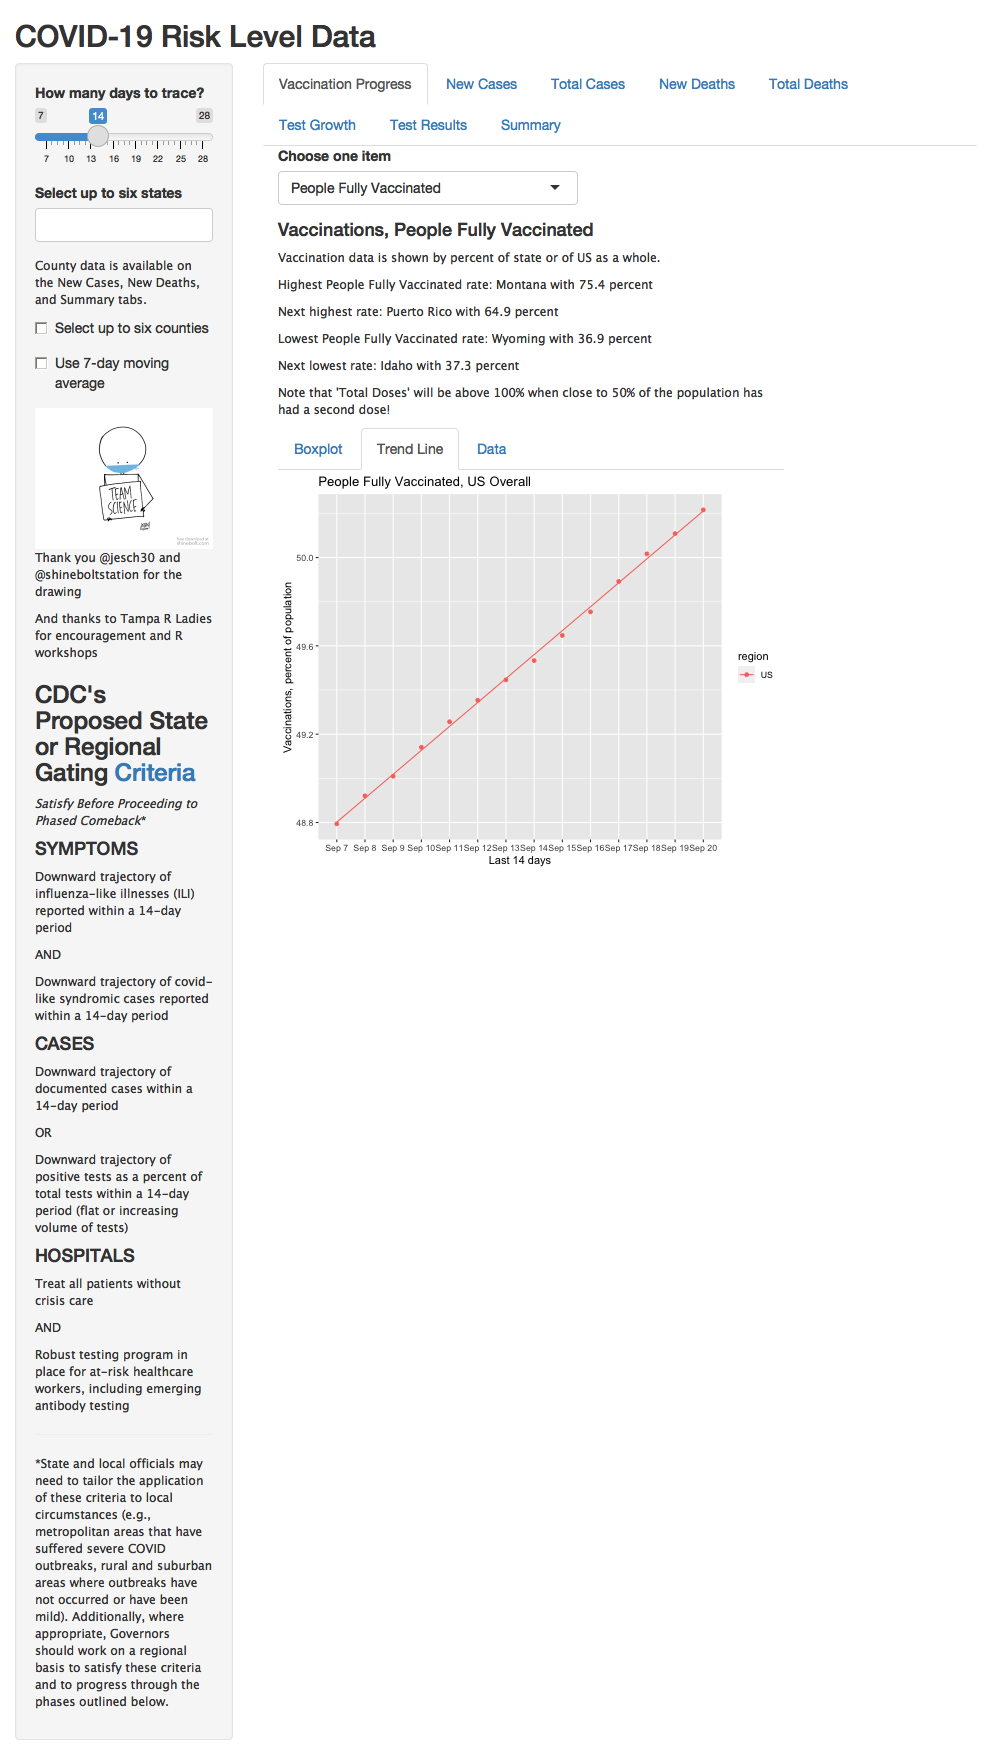 COVID-19 Risk Level Data
How many days to trace?
7 14 28
7 10 13 16 19 22 25 28
Select up to six states
County data is available on
the New Cases, New Deaths,
and Summary tabs.
Select up to six counties
Use 7-day moving
average
TEAM
SCIENCE
Thank you @jesch30 and
@shineboltstation for the
drawing
And thanks to Tampa R Ladies
for encouragement and R
workshops
CDC's
Proposed State
or Regional
Gating Criteria
Satisfy Before Proceeding to
Phased Comeback*
SYMPTOMS
Downward trajectory of
influenza-like illnesses (ILI)
reported within a 14-day
period
AND
Downward trajectory of covid-
like syndromic cases reported
within a 14-day period
CASES
Downward trajectory of
documented cases within a
14-day period
OR
Downward trajectory of
positive tests as a percent of
total tests within a 14-day
period (flat or increasing
volume of tests)
HOSPITALS
Treat all patients without
crisis care
AND
Robust testing program in
place for at-risk healthcare
workers, including emerging
antibody testing
*State and local officials may
need to tailor the application
of these criteria to local
circumstances (e.g.,
metropolitan areas that have
suffered severe COVID
outbreaks, rural and suburban
areas where outbreaks have
not occurred or have been
mild). Additionally, where
appropriate, Governors
should work on a regional
basis to satisfy these criteria
and to progress through the
phases outlined below.
Vaccination Progress New Cases Total Cases New Deaths Total Deaths
Test Growth Test Results Summary
Choose one item
People Fully Vaccinated
Vaccinations, People Fully Vaccinated
Vaccination data is shown by percent of state or of US as a whole.
Highest People Fully Vaccinated rate: Montana with 75.4 percent
Next highest rate: Puerto Rico with 64.9 percent
Lowest People Fully Vaccinated rate: Wyoming with 36.9 percent
Next lowest rate: Idaho with 37.3 percent
Note that 'Total Doses' will be above 100% when close to 50% of the population has
had a second dose!
Boxplot Trend Line Data
People Fully Vaccinated, US Overall
Vaccinations, percent of population
50.0
49.6
49.2
48.8
Sep 7 Sep 8 Sep 9 Sep 10 Sep 11 Sep 12 Sep 13 Sep 14 Sep 15 Sep 16 Sep 17 Sep 18 Sep 19 Sep 20
Last 14 days
region
US